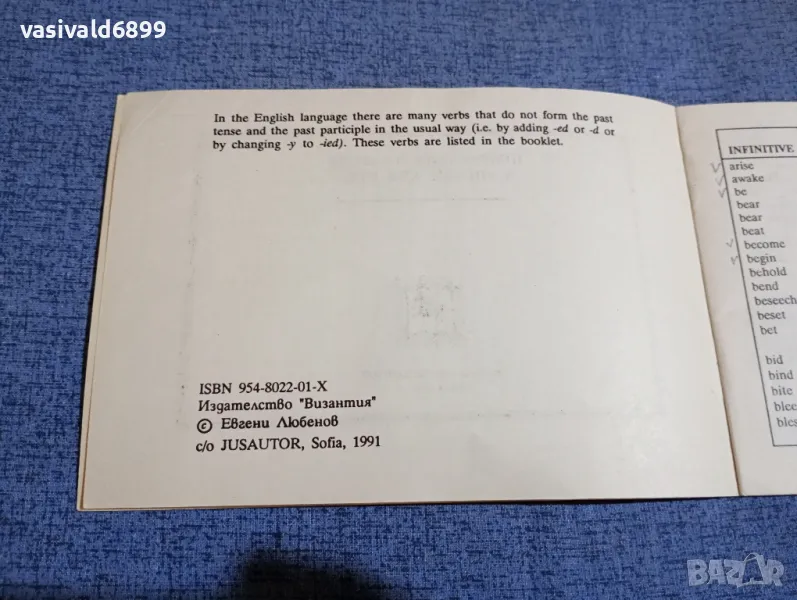 vasivald6899
In the English language there are many verbs that do not form the past
tense and the past participle in the usual way (i.e. by adding -ed or -d or
by changing -y to -ied). These verbs are listed in the booklet.
ISBN 954-8022-01-X
Издателство "Византия"
© Евгени Любенов
c/o JUSAUTOR, Sofia, 1991
INFINITIVE
arise
awake
be
bear
bear
beat
become
begin
behold
bend
beseech
beset
bet
bid
bind
bite
BAZAR